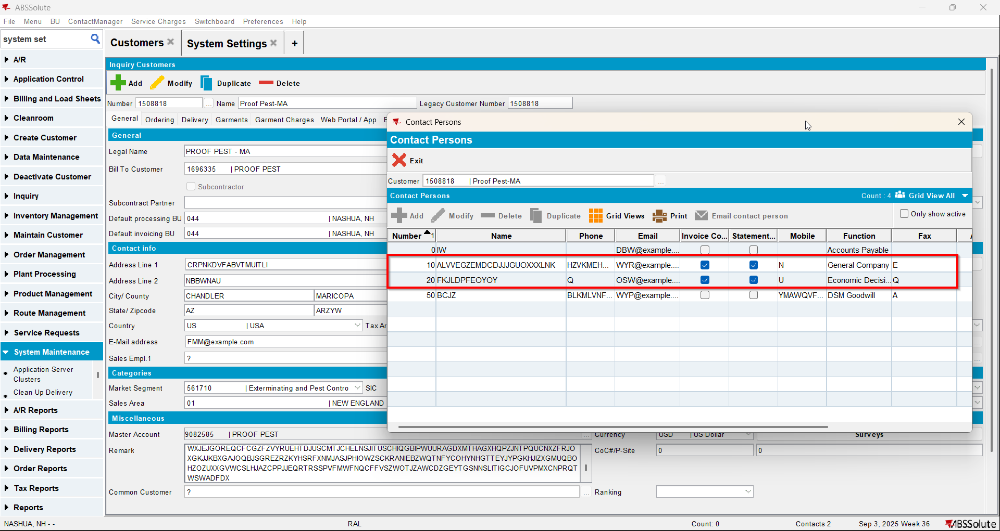 ABSSolute
File Menu BU ContactManager Service Charges Switchboard Preferences Help
system set
Customers
System Settings
+
A/R
Application Control
Billing and Load Sheets
Cleanroom
Create Customer
Data Maintenance
Deactivate Customer
Inquiry
Inventory Management
Maintain Customer
Order Management
Plant Processing
Product Management
Route Management
Service Requests
System Maintenance
Application Server
Clusters
Clean Up Delivery
A/R Reports
Billing Reports
Delivery Reports
Order Reports
Tax Reports
Reports
Inquiry Customers
Add Modify Duplicate Delete
Number 1508818 ... Name Proof Pest-MA Legacy Customer Number 1508818
General Ordering Delivery Garments Garment Charges Web Portal / App E
General
Legal Name PROOF PEST - MA
Bill To Customer 1696335 | PROOF PEST
Subcontractor
Subcontract Partner
Default processing BU 044 | NASHUA, NH
Default invoicing BU 044 | NASHUA, NH
Contact info
Address Line 1 CRPNKDVFABVTMUITLI
Address Line 2 NBBWNAU
City/ County CHANDLER MARICOPA
State/ Zipcode AZ ARZYW
Country US | USA Tax Ar
E-Mail address FMM@example.com
Sales Empl.1 ?
Categories
Market Segment 561710 | Exterminating and Pest Contro SIC
Sales Area 01 | NEW ENGLAND
Miscellaneous
Master Account 9082585 | PROOF PEST ... Currency USD | US Dollar Surveys
Remark
WXJEJGOREQCFCGZFZVYRUEHTDJUSCMTJCHELNSJITUSCHIQGBIPWUURAGDXMTHAGXHQPZJNTPQUCNXZFRJO
XGKJJKBXGAJOQBJSGREZRZKYHSRFXNMJASJPHIOWZSCKRANIEBZWQTNFYCOHYNHGTTEYJYPGKHJIZXGMUQBO
HZOZUXXGVWCSLHJAZCPPJJEQRTRSSPVFMWFNQCFFVSZWOTJZAWCDZGEYTGSNNSLITIGCJOFUVPMXCNPRQT
WSWADFDX
CoC#/P-Site 0 0
Common Customer ? ... Ranking
Contact Persons
Contact Persons
Exit
Customer 1508818 | Proof Pest-MA ...
Contact Persons Count : 4 Grid View All
Add Modify Delete Duplicate Grid Views Print Email contact person Only show active
Number 1 Name Phone Email Invoice Co... Statement... Mobile Function Fax
0 IW DBW@example.... Accounts Payable
10 ALVVEGZEMDCDJJJGUOXXXLNK HZVKMEH... WYR@example.... N General Company E
20 FKJLDPFEOYOY Q OSW@example.... U Economic Decisi... Q
50 BCJZ BLKMLVNF... WYP@example.... YMAWQVF... DSM Goodwill A
NASHUA, NH - - RAL Count: 0 Contacts 2 Sep 3, 2025 Week 36 ABSSolute